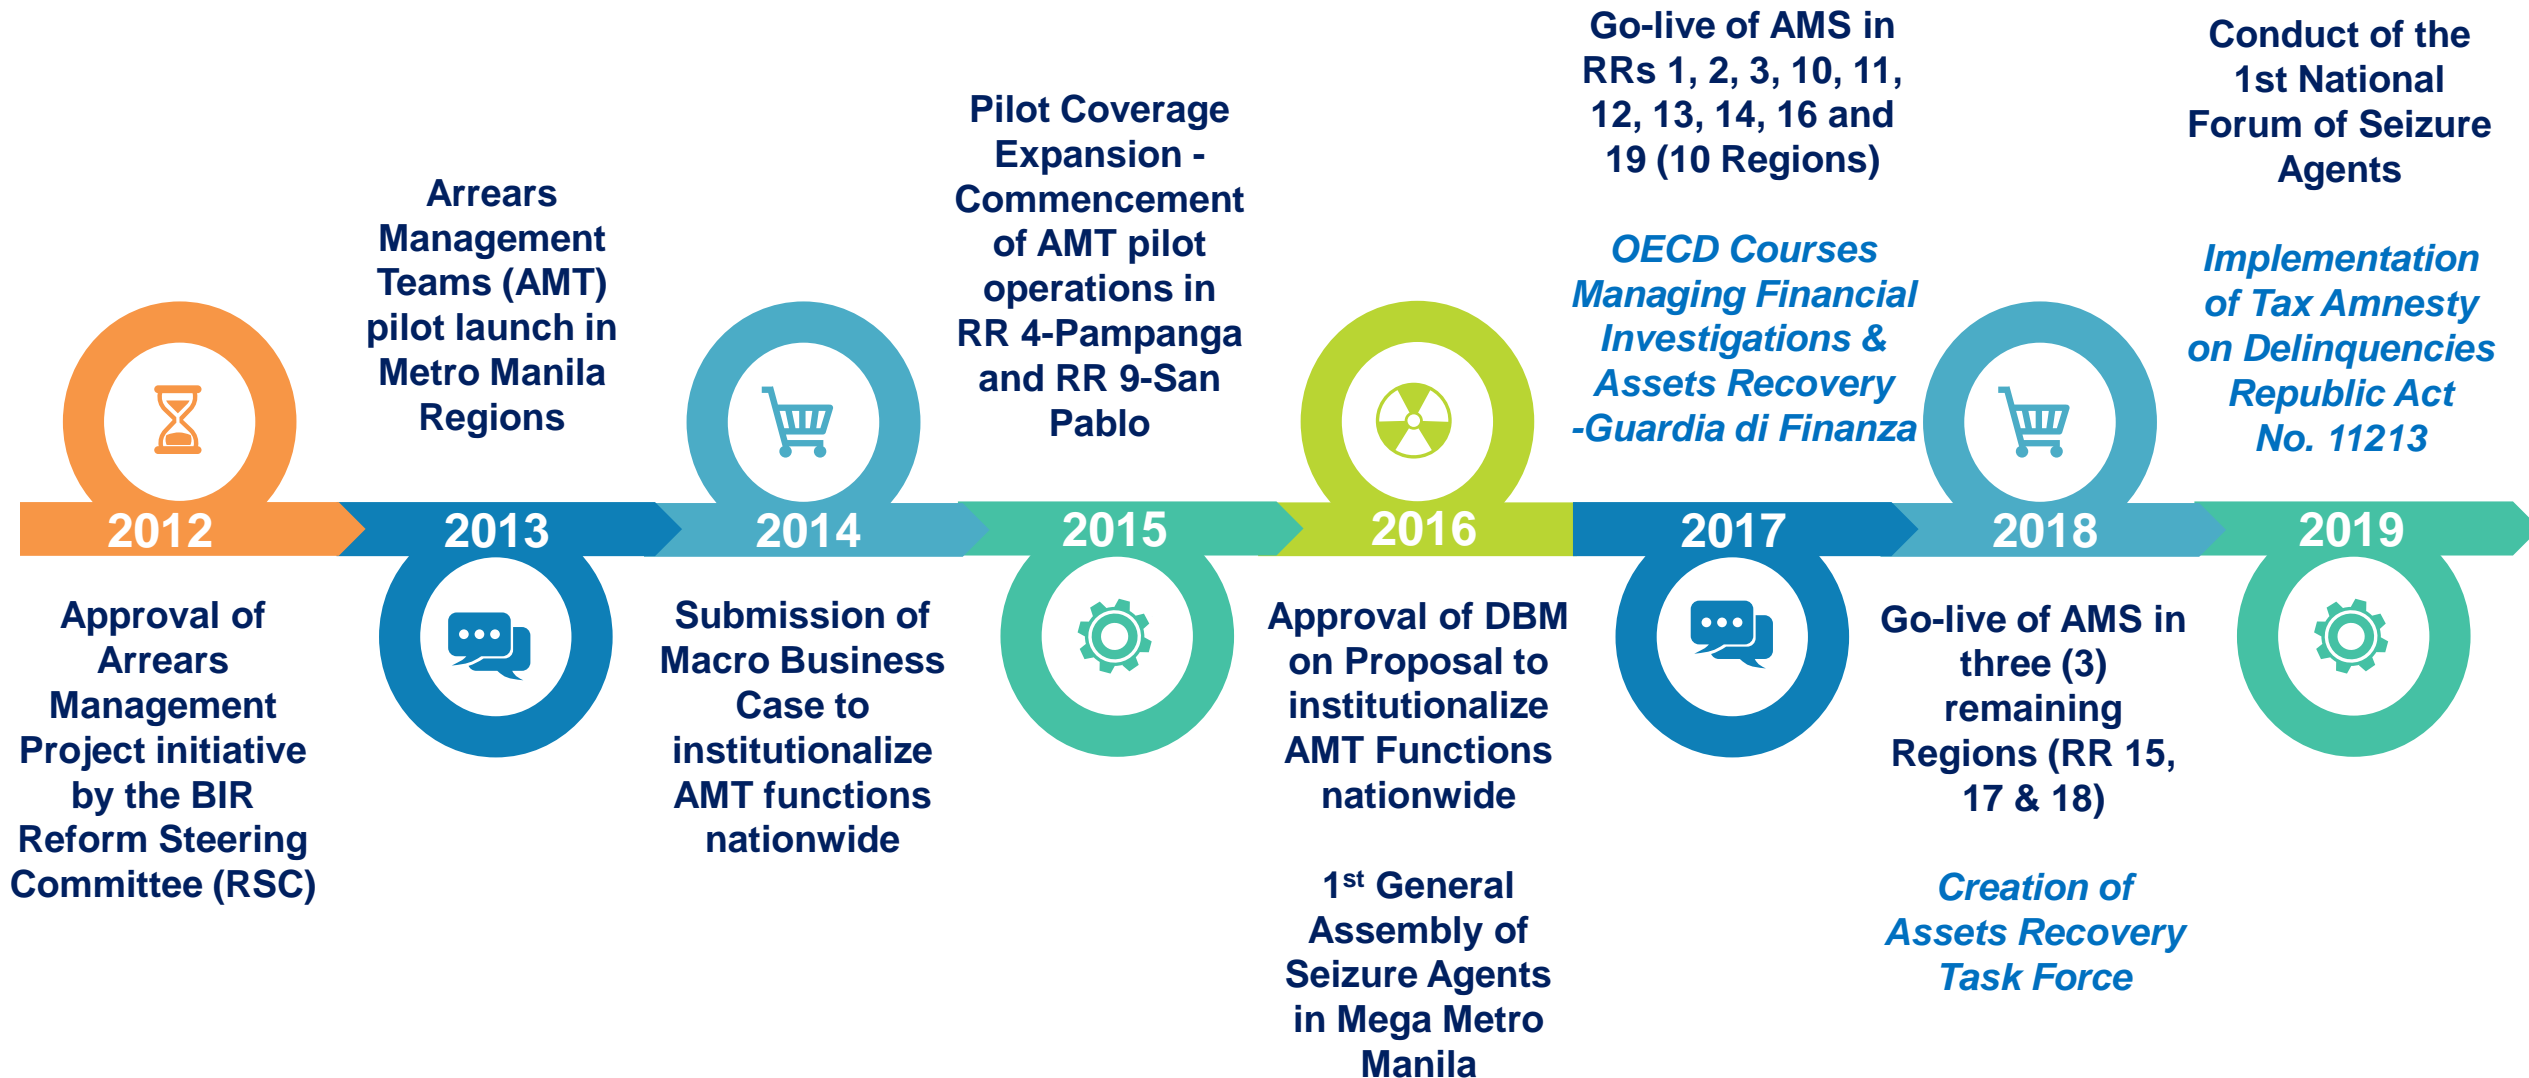 2012
Approval of
Arrears
Management
Project initiative
by the BIR
Reform Steering
Committee (RSC)
Arrears
Management
Teams (AMT)
pilot launch in
Metro Manila
Regions
2013
2014
Submission of
Macro Business
Case to
institutionalize
AMT functions
nationwide
Pilot Coverage
Expansion -
Commencement
of AMT pilot
operations in
RR 4-Pampanga
and RR 9-San
Pablo
2015
2016
Approval of DBM
on Proposal to
institutionalize
AMT Functions
nationwide
1st General
Assembly of
Seizure Agents
in Mega Metro
Manila
Go-live of AMS in
RRs 1, 2, 3, 10, 11,
12, 13, 14, 16 and
19 (10 Regions)
OECD Courses
Managing Financial
Investigations &
Assets Recovery
-Guardia di Finanza
2017
2018
Go-live of AMS in
three (3)
remaining
Regions (RR 15,
17 & 18)
Creation of
Assets Recovery
Task Force
Conduct of the
1st National
Forum of Seizure
Agents
Implementation
of Tax Amnesty
on Delinquencies
Republic Act
No. 11213
2019